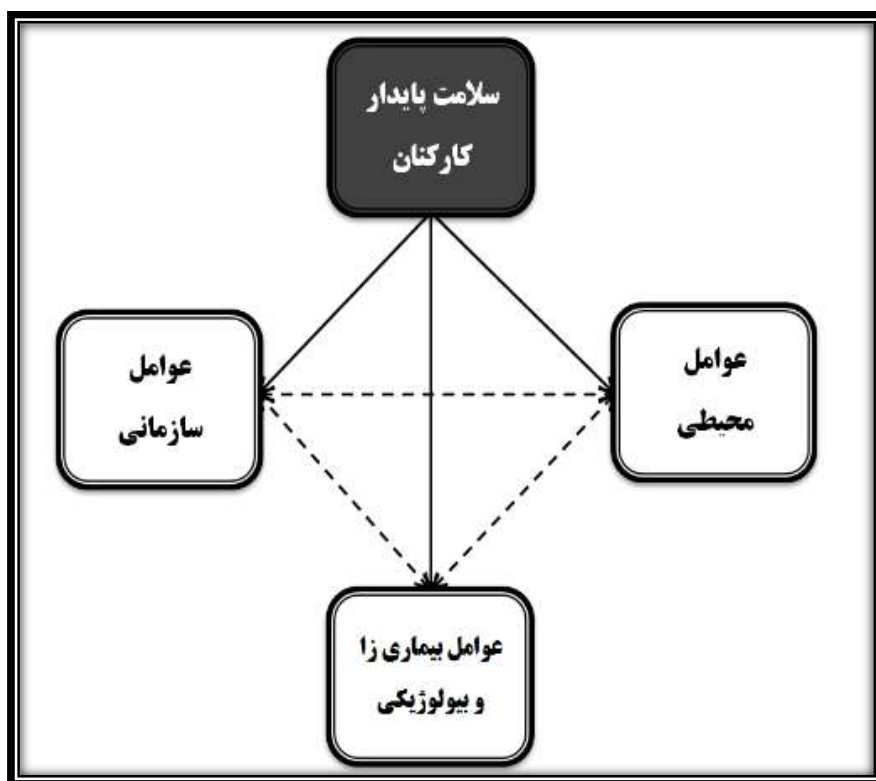 سلامت پایدار
کارکنان
عوامل
محیطی
عوامل
سازمانی
عوامل بیماری زا
و بیولوژیکی